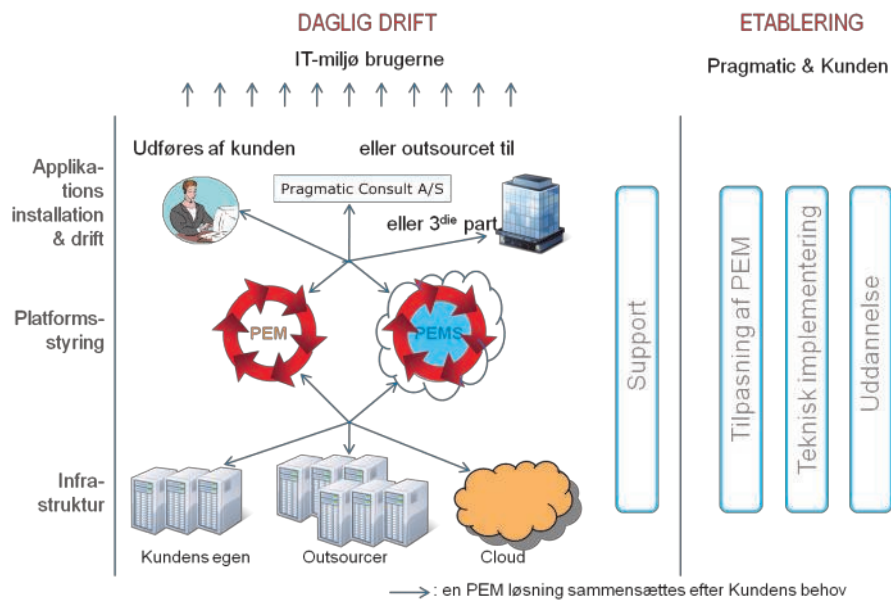 DAGLIG DRIFT
ETABLERING
IT-miljø brugerne
Pragmatic & Kunden
Applika-
tions
installation
& drift
Udføres af kunden
eller outsourcet til
Pragmatic Consult A/S
eller 3die part
Platforms-
styring
PEM
PEMS
Infra-
struktur
Kundens egen
Outsourcer
Cloud
Support
Tilpasning af PEM
Teknisk implementering
Uddannelse
: en PEM løsning sammensættes efter Kundens behov